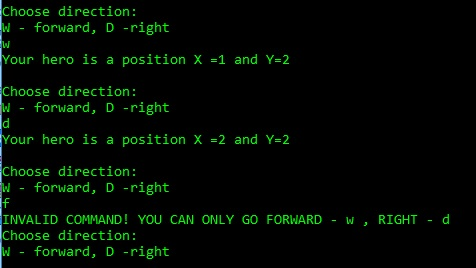 Choose direction:
W - forward, D -right
w
Your hero is a position X =1 and Y=2
Choose direction:
W - forward, D -right
d
Your hero is a position X =2 and Y=2
Choose direction:
W - forward, D -right
f
INVALID COMMAND! YOU CAN ONLY GO FORWARD - w , RIGHT - d
Choose direction:
W - forward, D -right